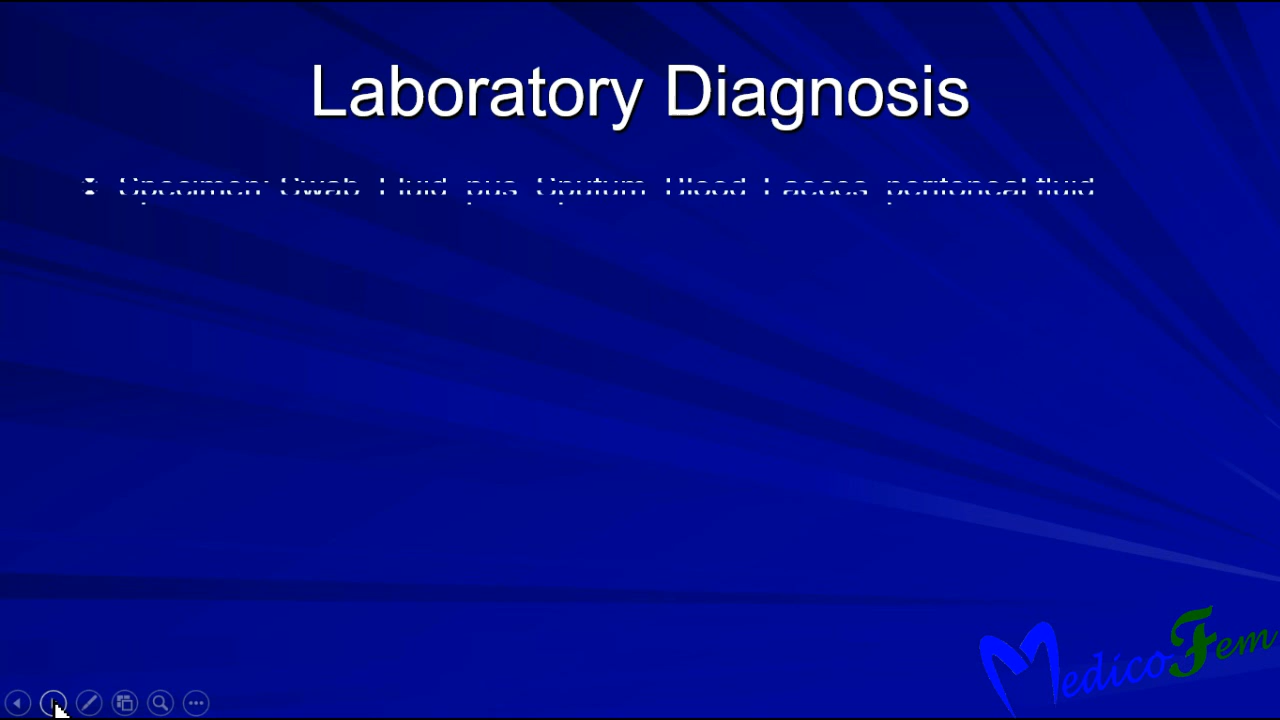 Laboratory Diagnosis
Specimen: Swab, Fluid, pus, Sputum, Blood, Faeces, peritoneal fluid
MedicoFem